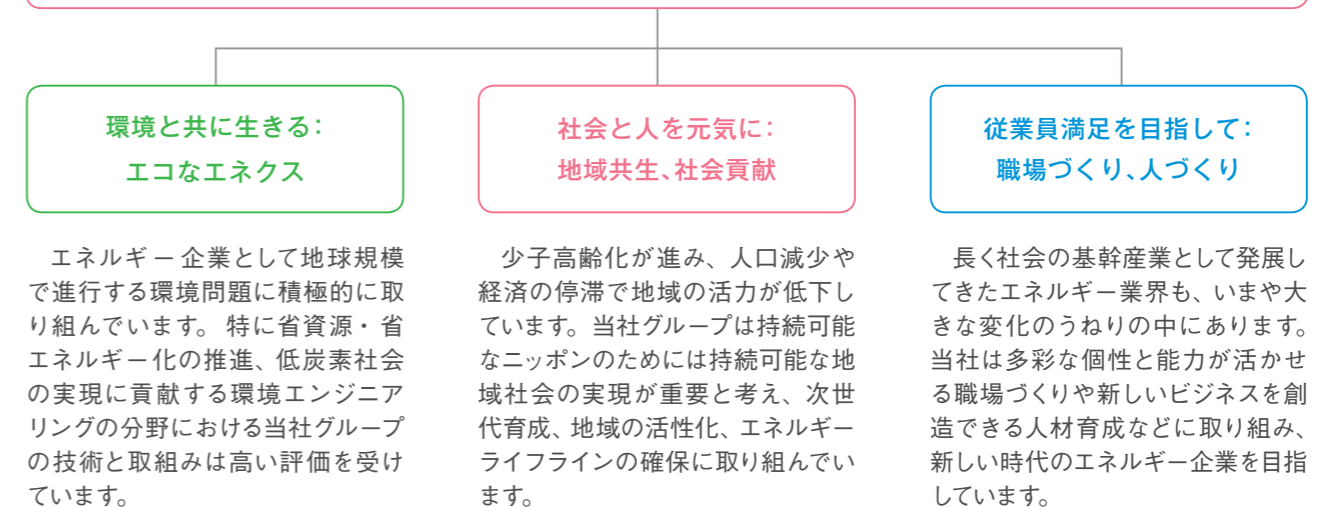 環境と共に生きる：
エコなエネクス
エネルギー企業として地球規模
で進行する環境問題に積極的に取
り組んでいます。特に省資源・省
エネルギー化の推進、低炭素社会
の実現に貢献する環境エンジニア
リングの分野における当社グループ
の技術と取組みは高い評価を受け
ています。
社会と人を元気に：
地域共生、社会貢献
少子高齢化が進み、人口減少や
経済の停滞で地域の活力が低下し
ています。当社グループは持続可能
なニッポンのためには持続可能な地
域社会の実現が重要と考え、次世
代育成、地域の活性化、エネルギー
ライフラインの確保に取り組んでい
ます。
従業員満足を目指して：
職場づくり、人づくり
長く社会の基幹産業として発展し
てきたエネルギー業界も、いまや大
きな変化のうねりの中にあります。
当社は多彩な個性と能力が活かせ
る職場づくりや新しいビジネスを創
造できる人材育成などに取り組み、
新しい時代のエネルギー企業を目指
しています。